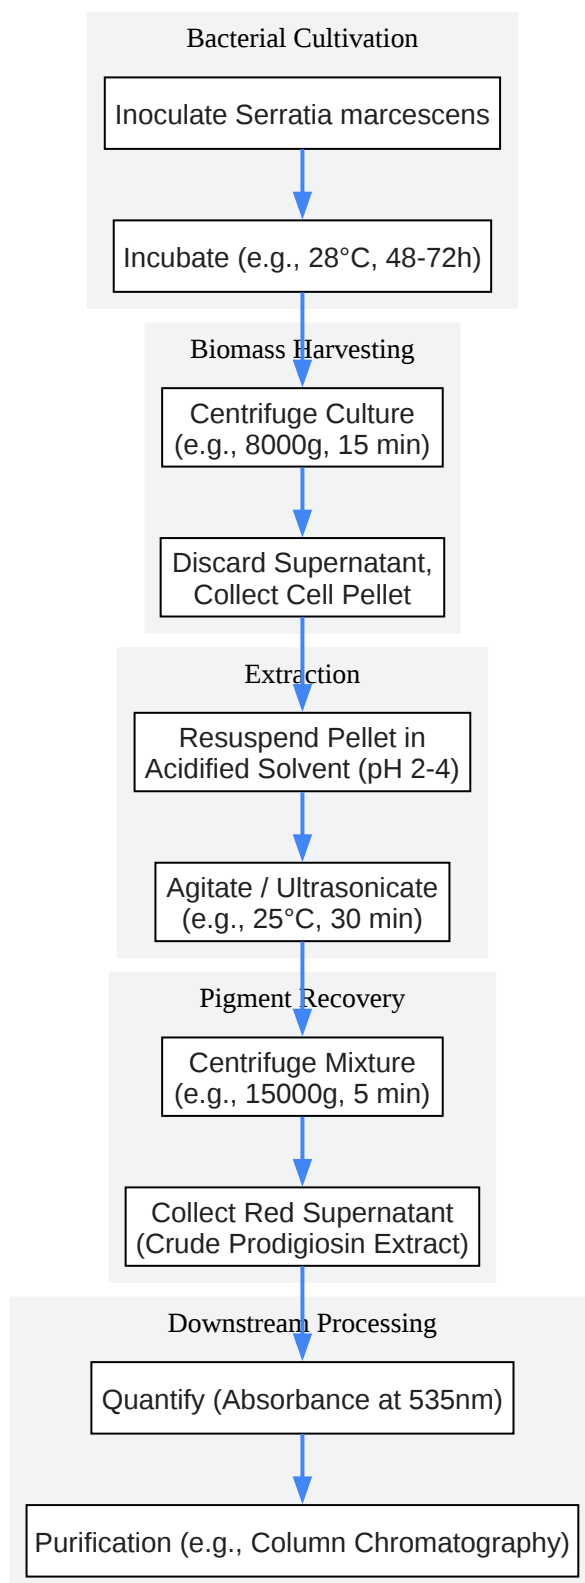 Bacterial Cultivation
Inoculate Serratia marcescens
Incubate (e.g., 28°C, 48-72h)
Biomass Harvesting
Centrifuge Culture
(e.g., 8000g, 15 min)
Discard Supernatant,
Collect Cell Pellet
Extraction
Resuspend Pellet in
Acidified Solvent (pH 2-4)
Agitate / Ultrasonicate
(e.g., 25°C, 30 min)
Pigment Recovery
Centrifuge Mixture
(e.g., 15000g, 5 min)
Collect Red Supernatant
(Crude Prodigiosin Extract)
Downstream Processing
Quantify (Absorbance at 535nm)
Purification (e.g., Column Chromatography)